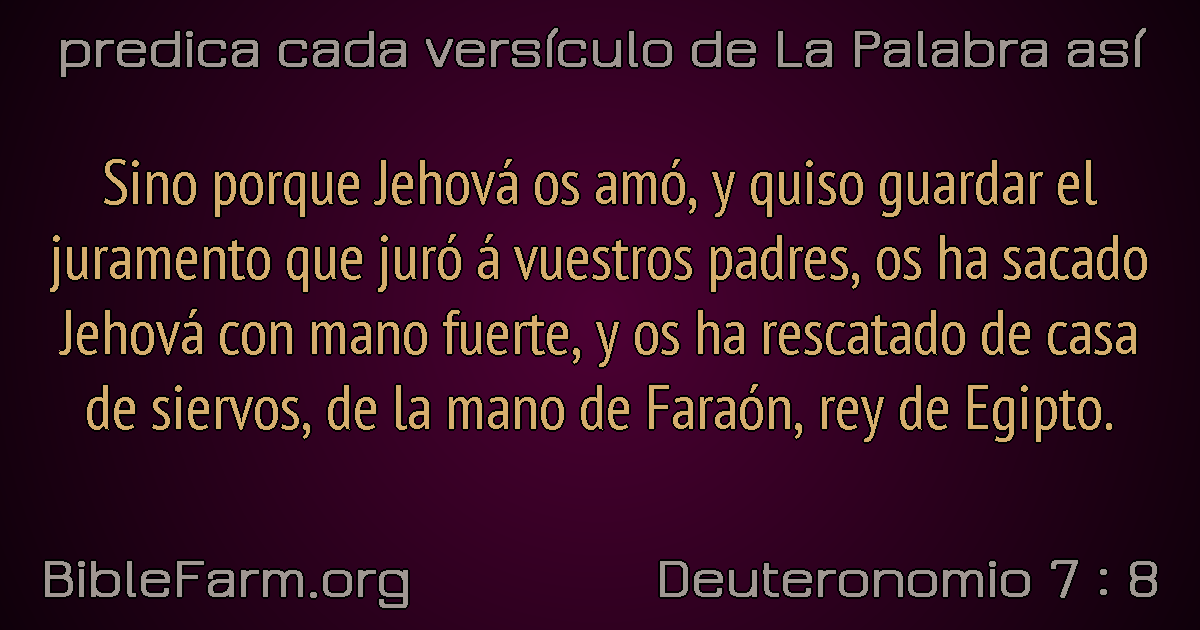 predica cada versículo de La Palabra así
Sino porque Jehová os amó, y quiso guardar el
juramento que juró á vuestros padres, os ha sacado
Jehová con mano fuerte, y os ha rescatado de casa
de siervos, de la mano de Faraón, rey de Egipto.
BibleFarm.org
Deuteronomio 7 : 8